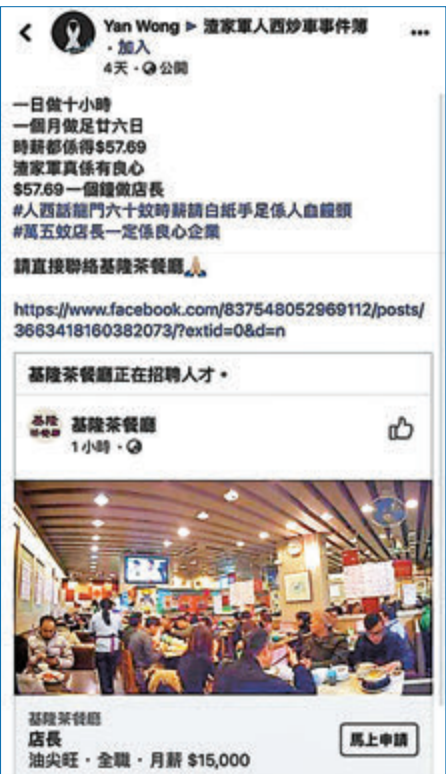 Yan Wong ▶ 渣家軍人西炒車事件簿
· 加入
4天 · 公開
一日做十小時
一個月做足廿六日
時薪都係得$57.69
渣家軍真係有良心
$57.69一個鐘做店長
#人西話龍門六十蚊時薪請白紙手足係人血饅頭
#萬五蚊店長一定係良心企業
請直接聯絡基隆茶餐廳🙏🏼
https://www.facebook.com/837548052969112/posts/
3663418160382073/?extid=0&d=n
基隆茶餐廳正在招聘人才。
基隆茶餐廳
1小時 ·
基隆茶餐廳
店長
油尖旺 · 全職 · 月薪 $15,000
馬上申請